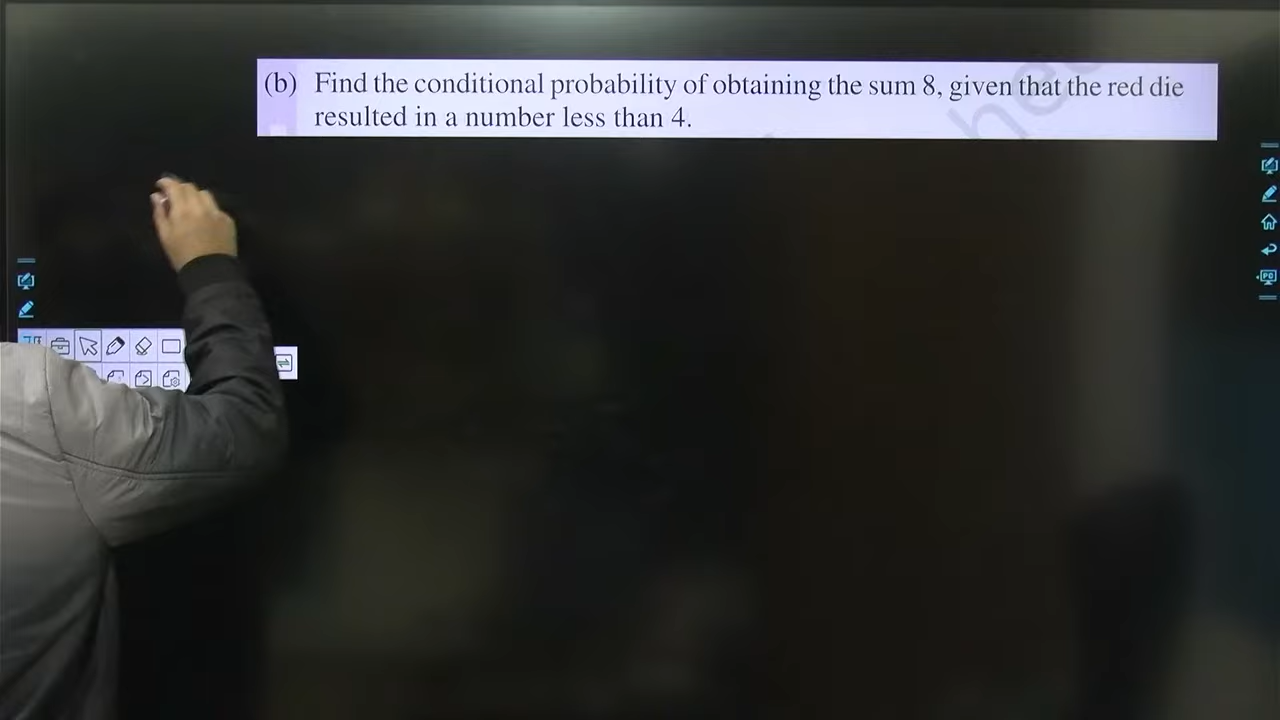 (b) Find the conditional probability of obtaining the sum 8, given that the red die
resulted in a number less than 4.